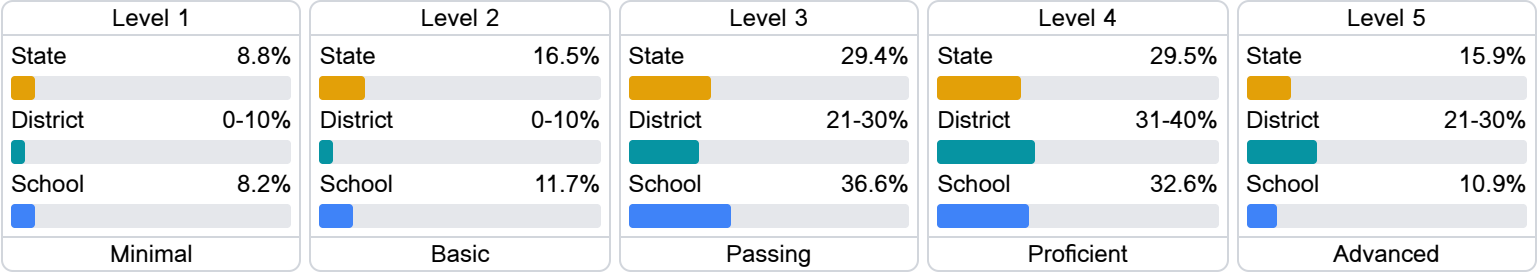 Level 1
State 8.8%
District 0-10%
School 8.2%
Minimal
Level 2
State 16.5%
District 0-10%
School 11.7%
Basic
Level 3
State 29.4%
District 21-30%
School 36.6%
Passing
Level 4
State 29.5%
District 31-40%
School 32.6%
Proficient
Level 5
State 15.9%
District 21-30%
School 10.9%
Advanced